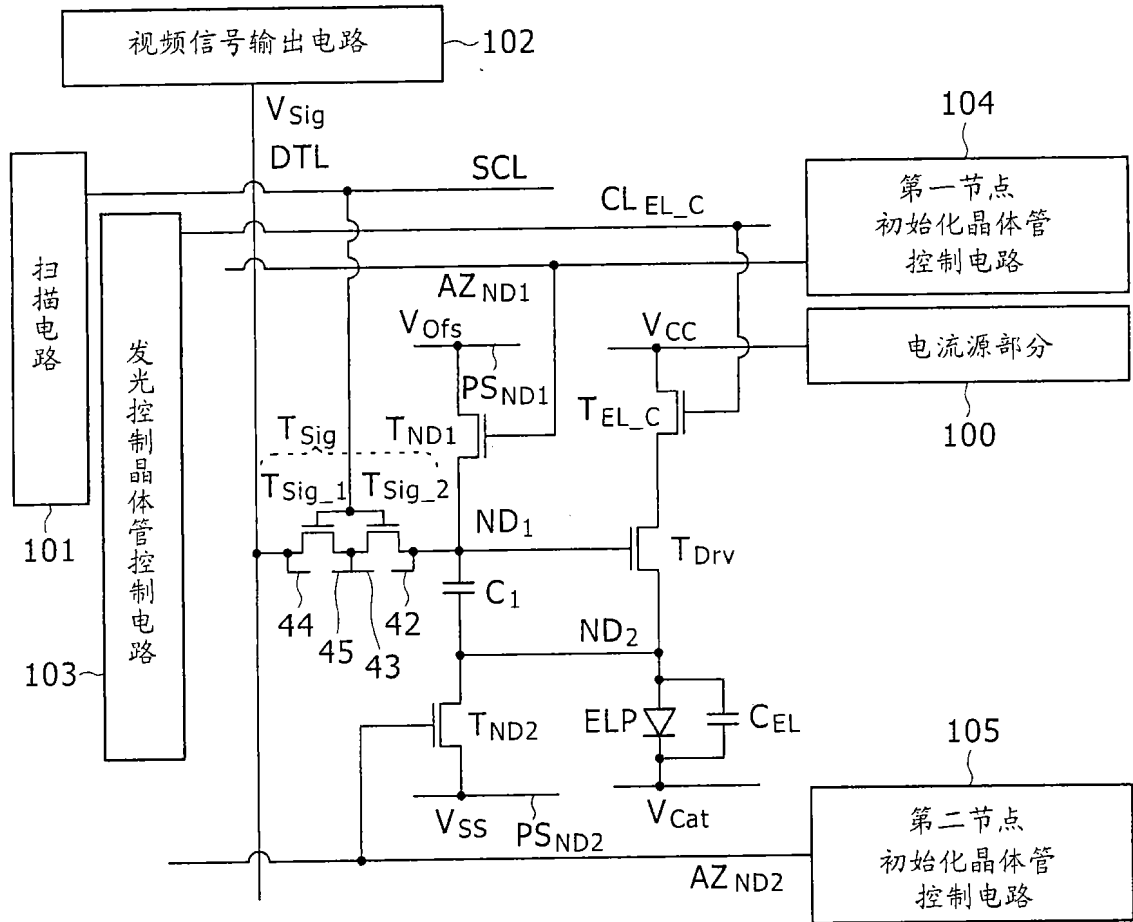 视频信号输出电路
102
V_Sig
DTL
104
SCL
CL_EL_C
第一节点
初始化晶体管
控制电路
扫描电路
AZ_ND1
V_Ofs
V_CC
电流源部分
100
PS_ND1
发光控制晶体管控制电路
T_EL_C
T_Sig
T_ND1
T_Sig_1
T_Sig_2
ND_1
101
T_Drv
C_1
44
45
43
42
ND_2
103
T_ND2
ELP
C_EL
105
V_SS
PS_ND2
V_Cat
第二节点
初始化晶体管
控制电路
AZ_ND2